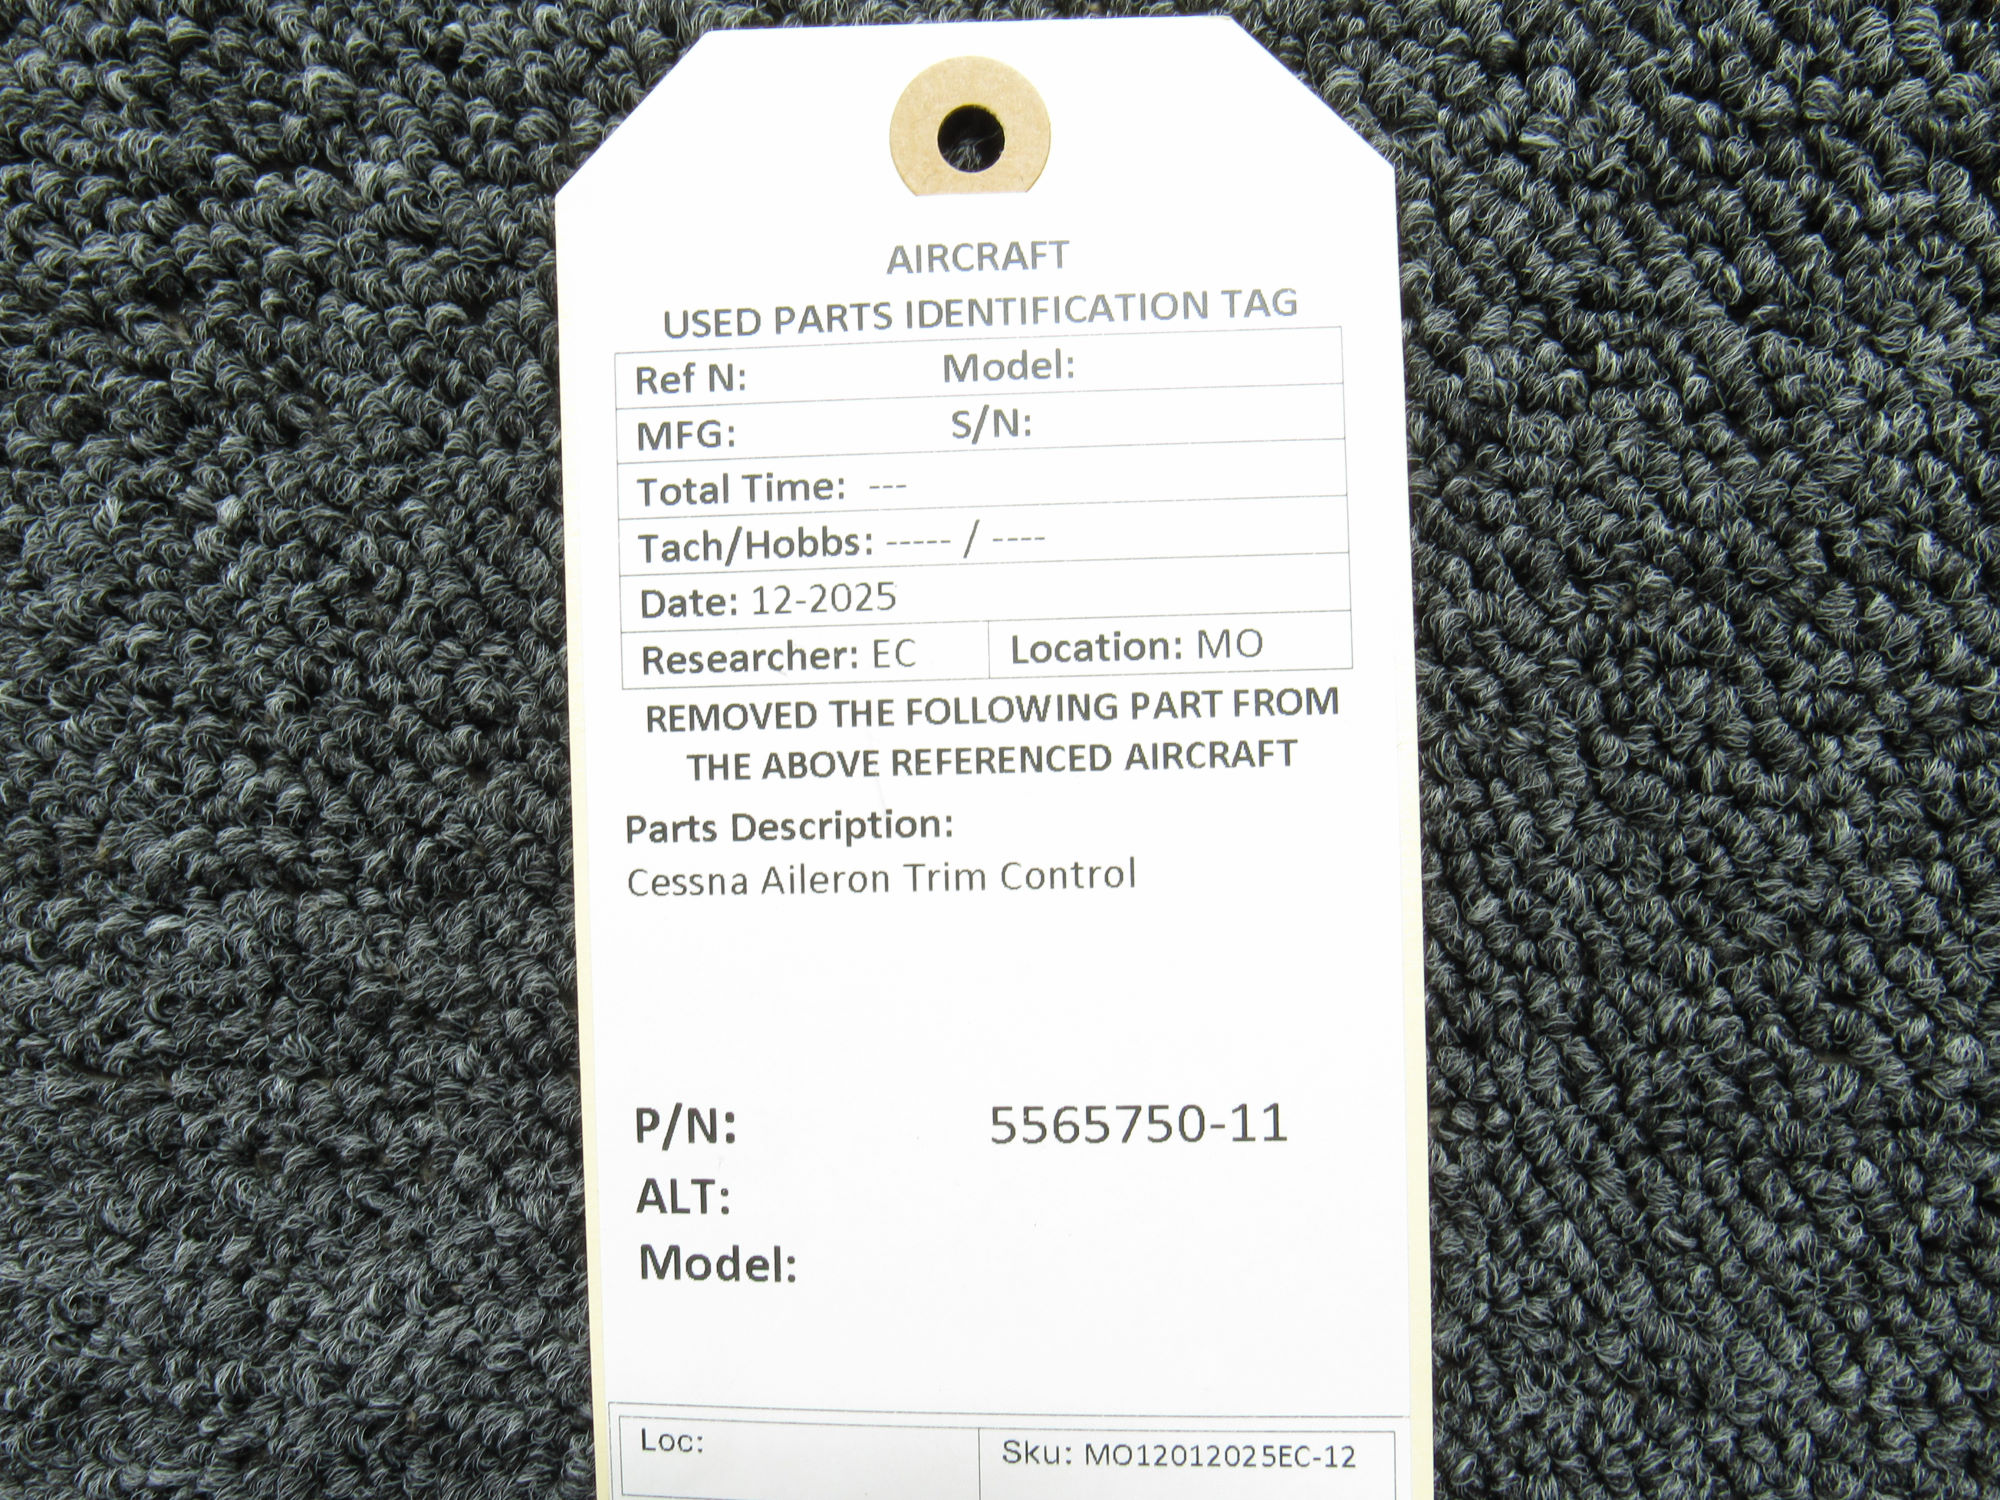 AIRCRAFT
USED PARTS IDENTIFICATION TAG
Ref N: Model:
MFG: S/N:
Total Time: ---
Tach/Hobbs: ----- / ----
Date: 12-2025
Researcher: EC Location: MO
REMOVED THE FOLLOWING PART FROM
THE ABOVE REFERENCED AIRCRAFT
Parts Description:
Cessna Aileron Trim Control
P/N: 5565750-11
ALT:
Model:
Loc: Sku: MO12012025EC-12